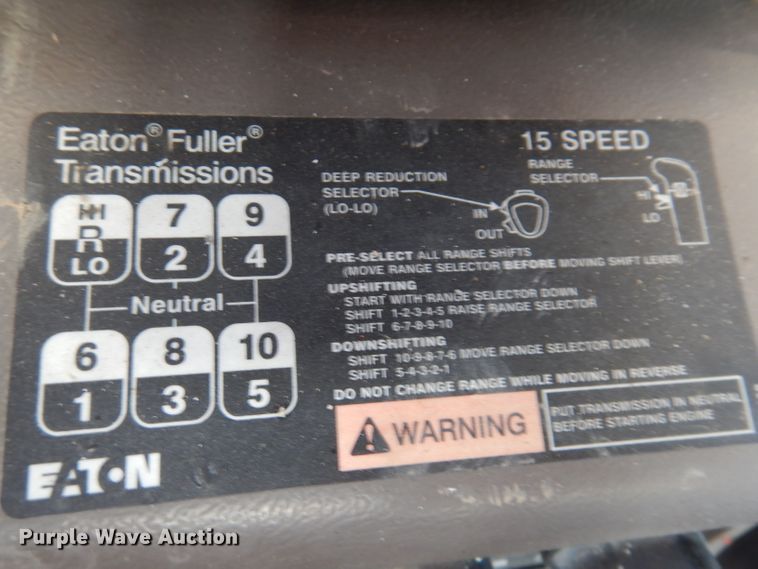 Eaton® Fuller®
Transmissions
15 SPEED
HI
R
LO
7
2
9
4
Neutral
6
1
8
3
10
5
DEEP REDUCTION
SELECTOR
(LO-LO)
IN
OUT
RANGE
SELECTOR
HI
LO
PRE-SELECT ALL RANGE SHIFTS
(MOVE RANGE SELECTOR BEFORE MOVING SHIFT LEVER)
UPSHIFTING
START WITH RANGE SELECTOR DOWN
SHIFT 1-2-3-4-5 RAISE RANGE SELECTOR
SHIFT 6-7-8-9-10
DOWNSHIFTING
SHIFT 10-9-8-7-6 MOVE RANGE SELECTOR DOWN
SHIFT 5-4-3-2-1
DO NOT CHANGE RANGE WHILE MOVING IN REVERSE
WARNING
PUT TRANSMISSION IN NEUTRAL
BEFORE STARTING ENGINE
EATON
Purple Wave Auction